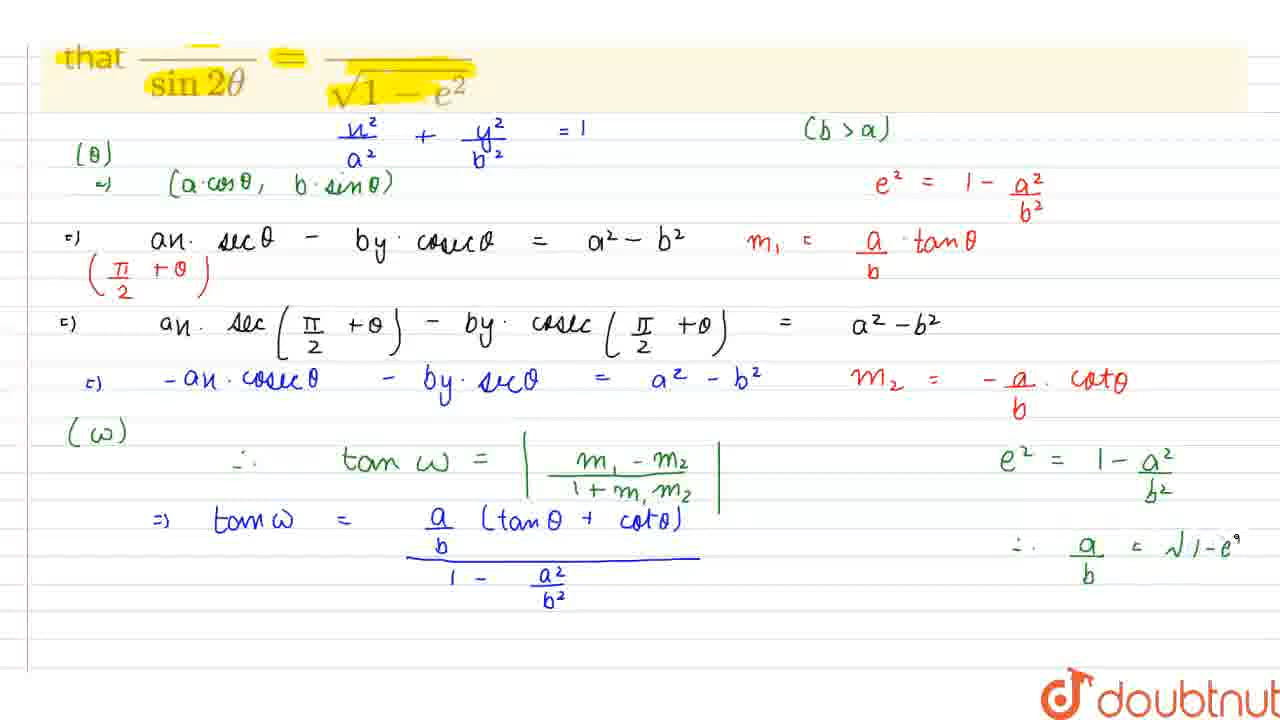 that /sin 2θ = /√1 − e²
x²/a² + y²/b² = 1 (b > a)
(θ)
⇒ (a·cosθ, b·sinθ) e² = 1 − a²/b²
⇒ ax· secθ − by· cosecθ = a² − b² m₁ = a/b · tanθ
(π/2 + θ)
⇒ ax· sec(π/2 + θ) − by· cosec(π/2 + θ) = a² − b²
⇒ −ax·cosecθ − by·secθ = a² − b² m₂ = −a/b · cotθ
(ω)
∴ tan ω = |m₁ − m₂ / 1 + m₁ m₂| e² = 1 − a²/b²
⇒ tanω = a/b (tanθ + cotθ) / 1 − a²/b² ∴ a/b = √1−e²
doubtnut